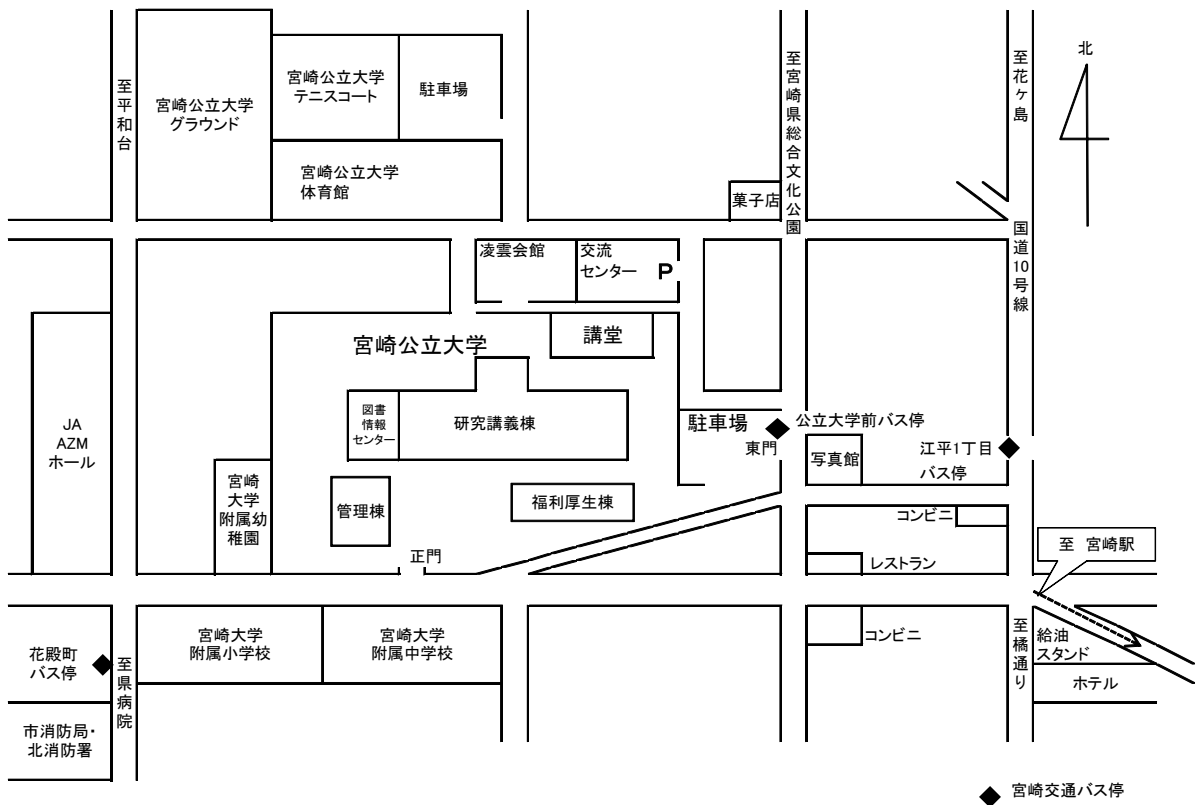 北
至平和台
宮崎公立大学
グラウンド
宮崎公立大学
テニスコート
駐車場
宮崎公立大学
体育館
至宮崎県総合文化公園
至花ヶ島
菓子店
国道10号線
凌雲会館
交流
センター
P
講堂
宮崎公立大学
図書
情報
センター
研究講義棟
JA
AZM
ホール
駐車場
公立大学前バス停
東門
写真館
江平1丁目
バス停
宮崎
大学
附属幼
稚園
管理棟
福利厚生棟
コンビニ
正門
レストラン
至 宮崎駅
花殿町
バス停
至県病院
宮崎大学
附属小学校
宮崎大学
附属中学校
コンビニ
至橘通り
給油
スタンド
ホテル
市消防局・
北消防署
宮崎交通バス停